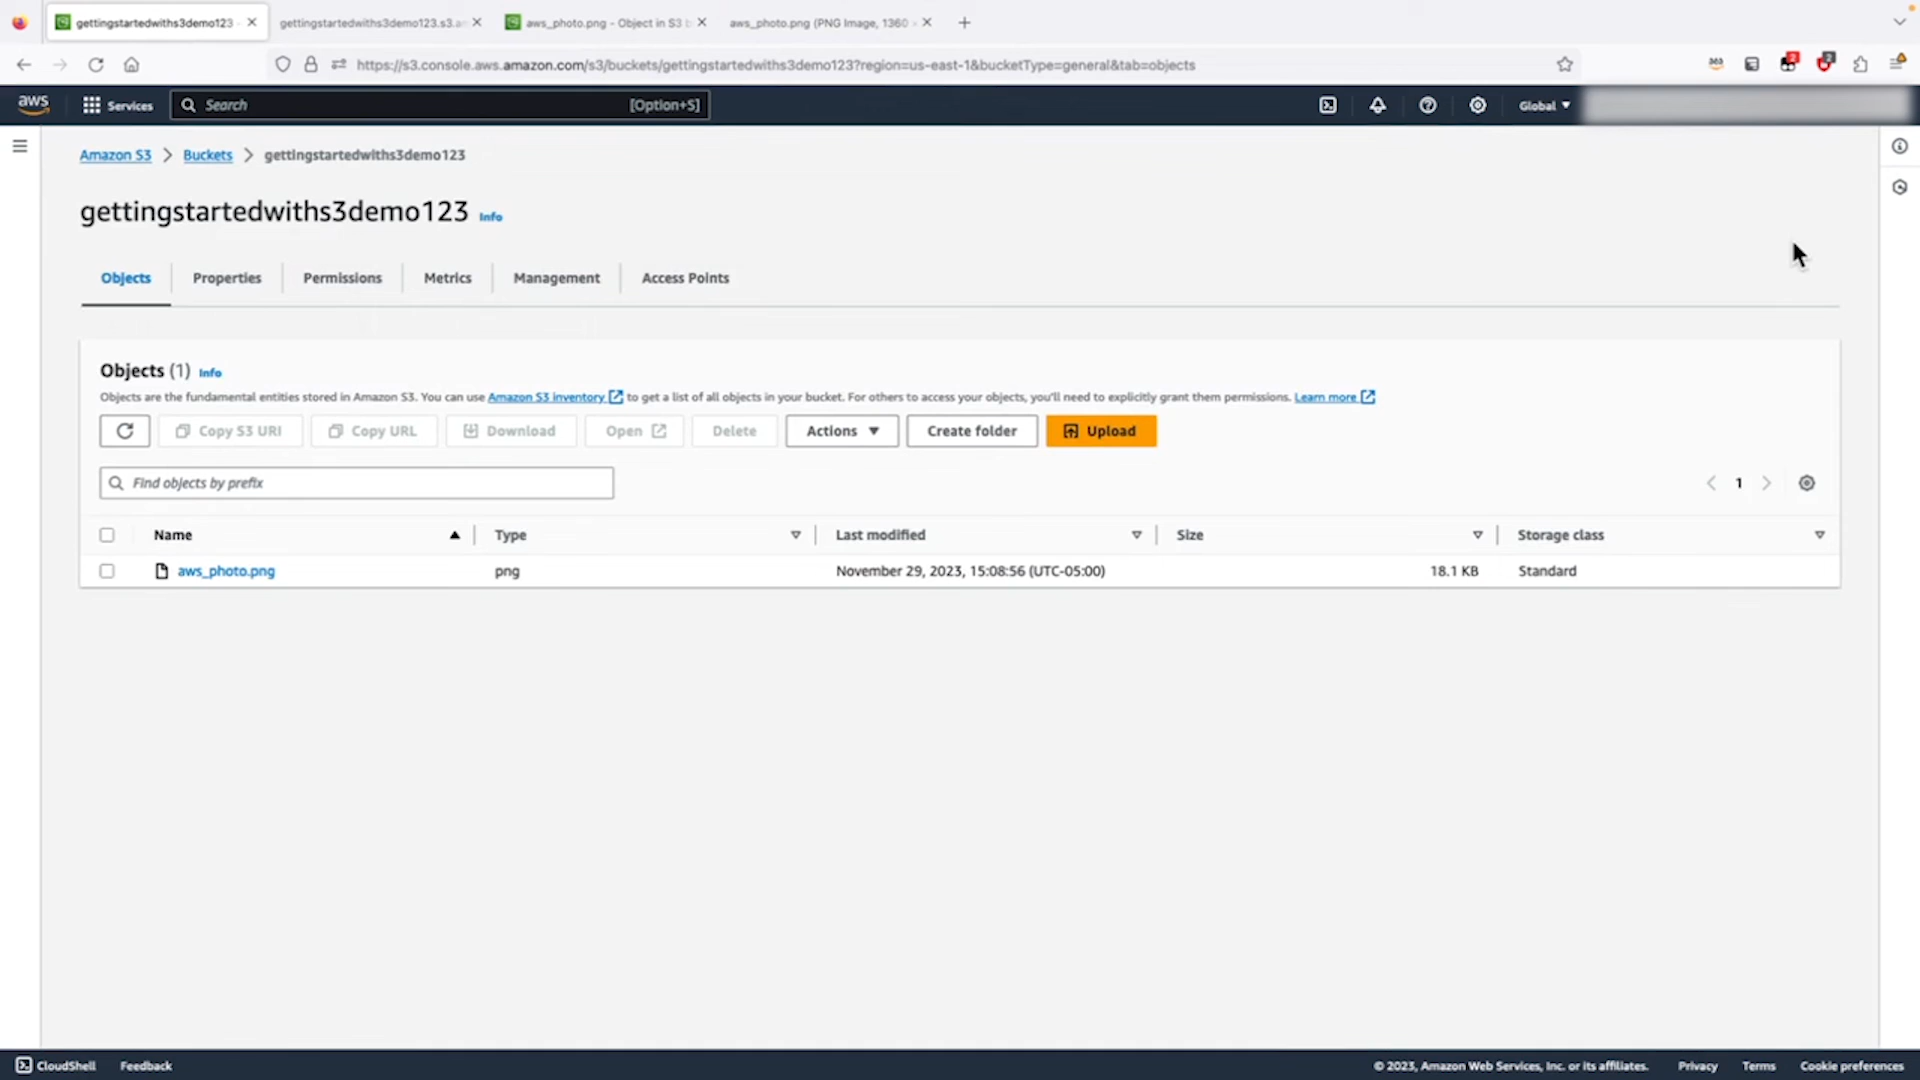 gettingstartedwiths3demo123
gettingstartedwiths3demo123.s3.a
aws_photo.png - Object in S3 b
aws_photo.png (PNG Image, 1360
https://s3.console.aws.amazon.com/s3/buckets/gettingstartedwiths3demo123?region=us-east-1&bucketType=general&tab=objects
2
2
aws
Services
Search
[Option+S]
Global
Amazon S3
Buckets
gettingstartedwiths3demo123
gettingstartedwiths3demo123 Info
Objects
Properties
Permissions
Metrics
Management
Access Points
Objects (1) Info
Objects are the fundamental entities stored in Amazon S3. You can use Amazon S3 inventory to get a list of all objects in your bucket. For others to access your objects, you'll need to explicitly grant them permissions. Learn more
Copy S3 URI
Copy URL
Download
Open
Delete
Actions
Create folder
Upload
Find objects by prefix
1
Name
Type
Last modified
Size
Storage class
aws_photo.png
png
November 29, 2023, 15:08:56 (UTC-05:00)
18.1 KB
Standard
CloudShell
Feedback
© 2023, Amazon Web Services, Inc. or its affiliates.
Privacy
Terms
Cookie preferences